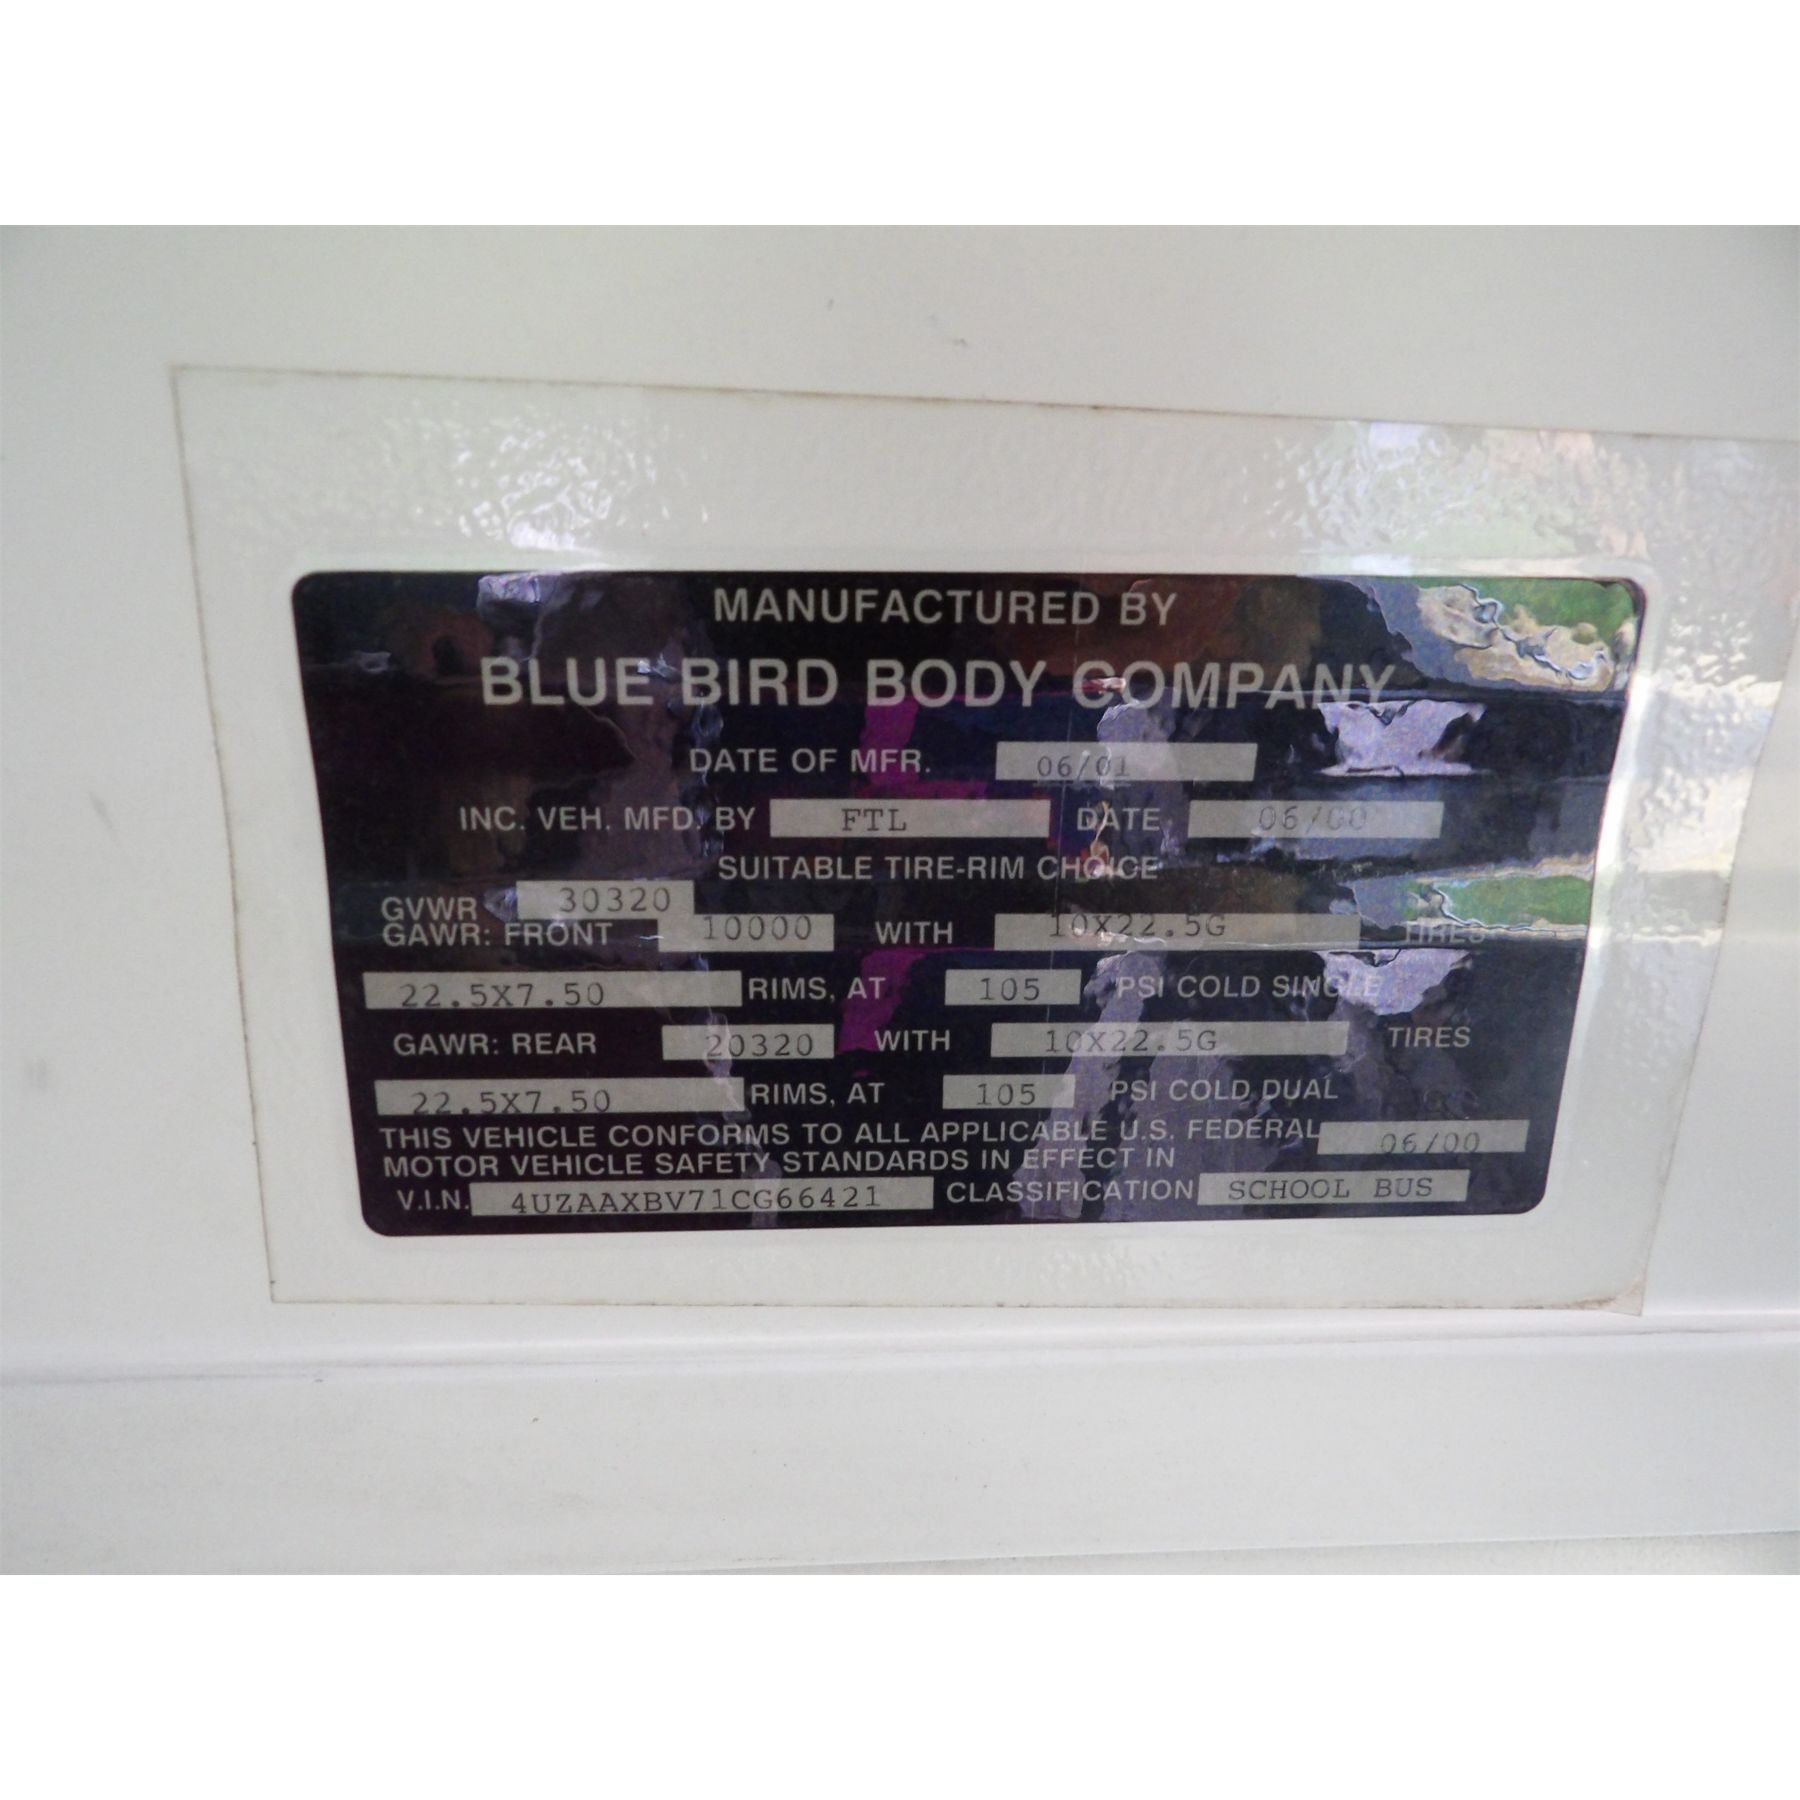 MANUFACTURED BY
BLUE BIRD BODY COMPANY
DATE OF MFR. 06/01
INC. VEH. MFD. BY FTL DATE 06/00
SUITABLE TIRE-RIM CHOICE
GVWR 30320
GAWR: FRONT 10000 WITH 10X22.5G TIRES
22.5X7.50 RIMS, AT 105 PSI COLD SINGLE
GAWR: REAR 20320 WITH 10X22.5G TIRES
22.5X7.50 RIMS, AT 105 PSI COLD DUAL
THIS VEHICLE CONFORMS TO ALL APPLICABLE U.S. FEDERAL 06/00
MOTOR VEHICLE SAFETY STANDARDS IN EFFECT IN
V.I.N. 4UZAAXBV71CG66421 CLASSIFICATION SCHOOL BUS